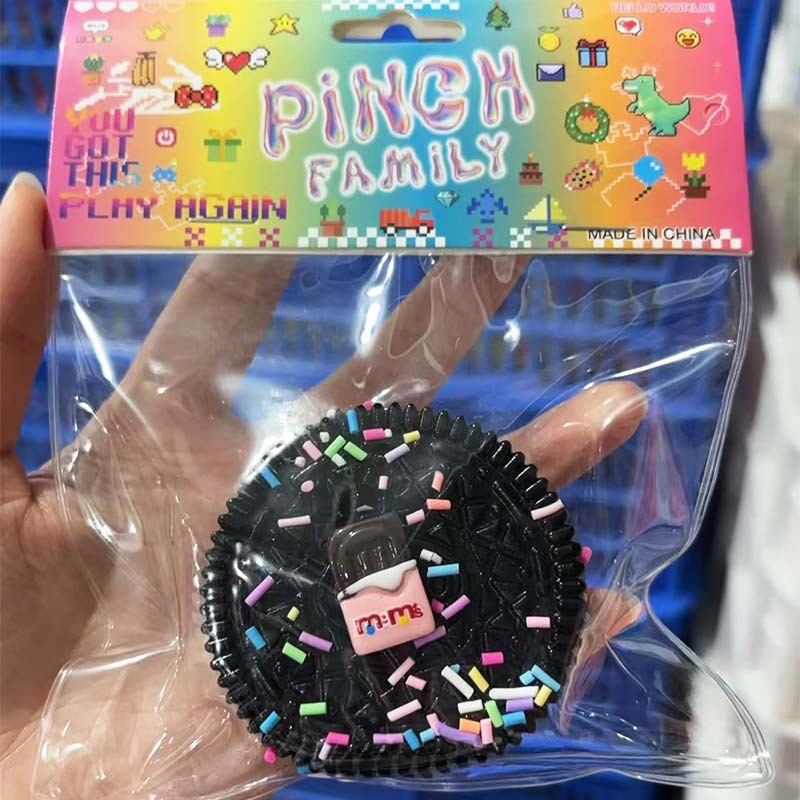 HELLO WORLD!
PINCH
FAMILY
YOU
GOT
THIS
PLAY AGAIN
MADE IN CHINA
m&m's